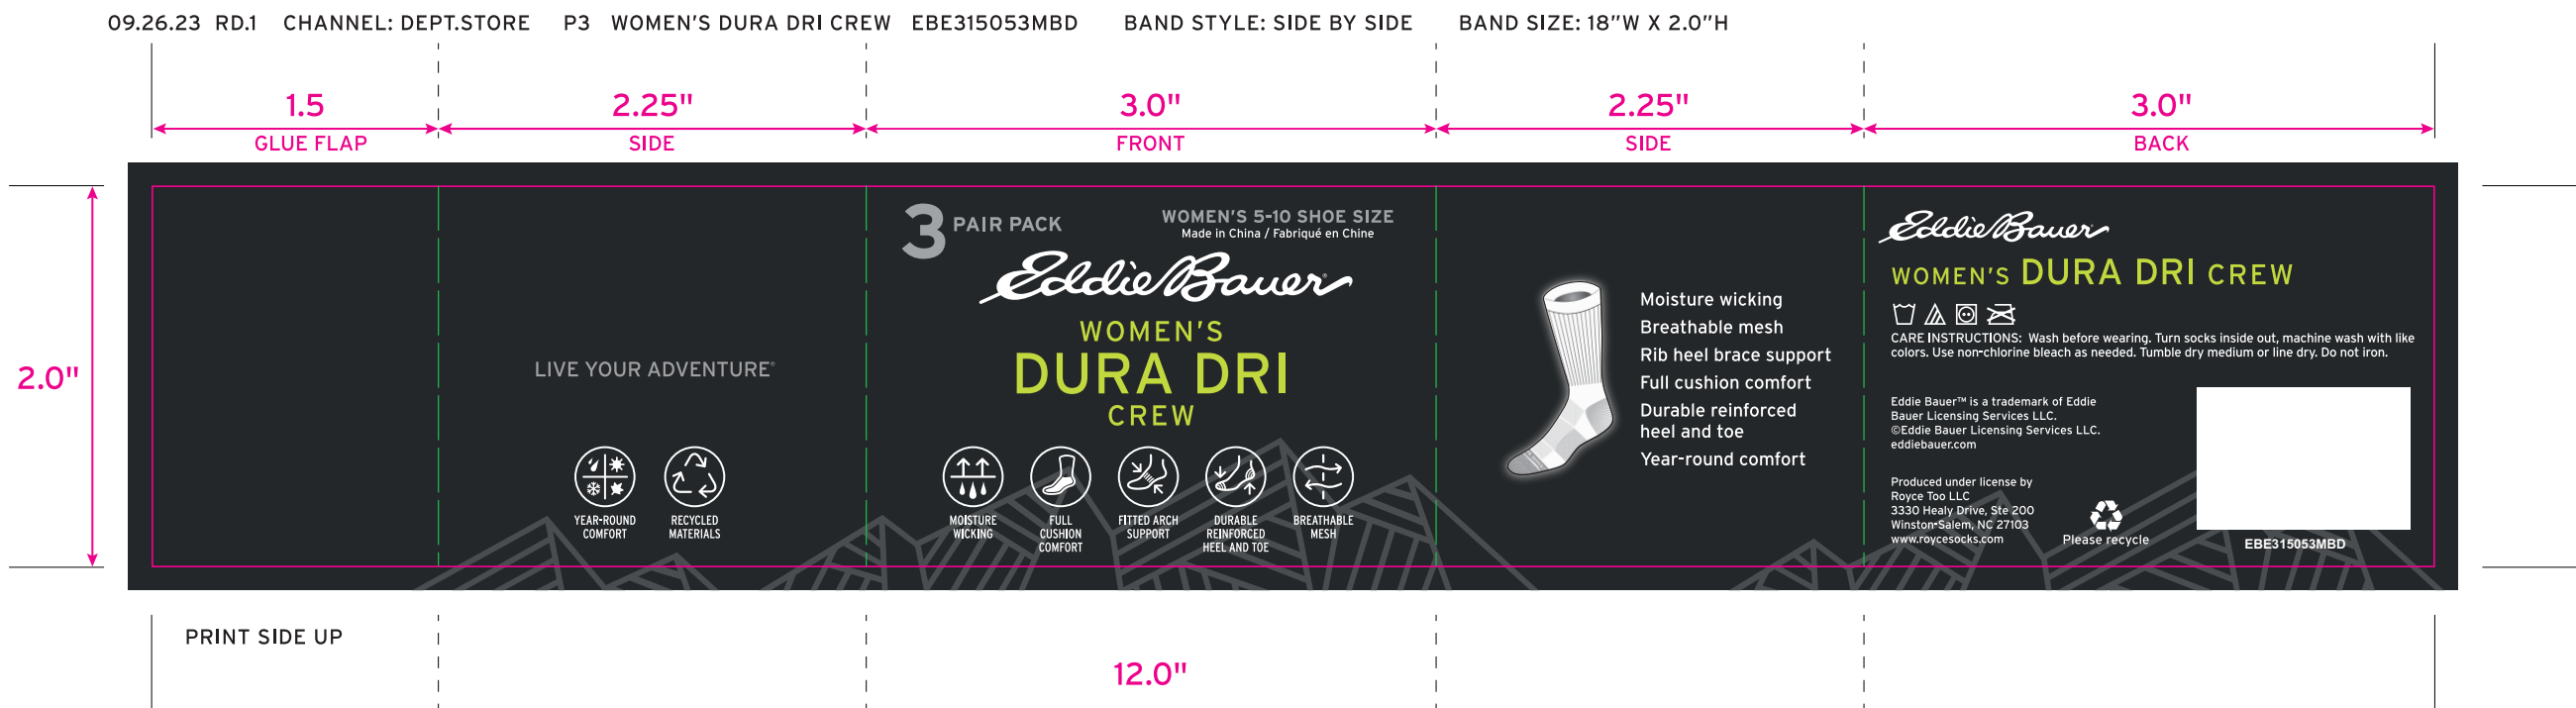 09.26.23 RD.1 CHANNEL: DEPT.STORE P3 WOMEN'S DURA DRI CREW EBE315053MBD BAND STYLE: SIDE BY SIDE BAND SIZE: 18"W X 2.0"H
1.5
GLUE FLAP
2.25"
SIDE
3.0"
FRONT
2.25"
SIDE
3.0"
BACK
2.0"
LIVE YOUR ADVENTURE®
YEAR-ROUND
COMFORT
RECYCLED
MATERIALS
3 PAIR PACK
WOMEN'S 5-10 SHOE SIZE
Made in China / Fabriqué en Chine
Eddie Bauer®
WOMEN'S
DURA DRI
CREW
MOISTURE
WICKING
FULL
CUSHION
COMFORT
FITTED ARCH
SUPPORT
DURABLE
REINFORCED
HEEL AND TOE
BREATHABLE
MESH
Moisture wicking
Breathable mesh
Rib heel brace support
Full cushion comfort
Durable reinforced
heel and toe
Year-round comfort
Eddie Bauer
WOMEN'S DURA DRI CREW
CARE INSTRUCTIONS: Wash before wearing. Turn socks inside out, machine wash with like
colors. Use non-chlorine bleach as needed. Tumble dry medium or line dry. Do not iron.
Eddie Bauer™ is a trademark of Eddie
Bauer Licensing Services LLC.
©Eddie Bauer Licensing Services LLC.
eddiebauer.com
Produced under license by
Royce Too LLC
3330 Healy Drive, Ste 200
Winston-Salem, NC 27103
www.roycesocks.com
Please recycle
EBE315053MBD
PRINT SIDE UP
12.0"